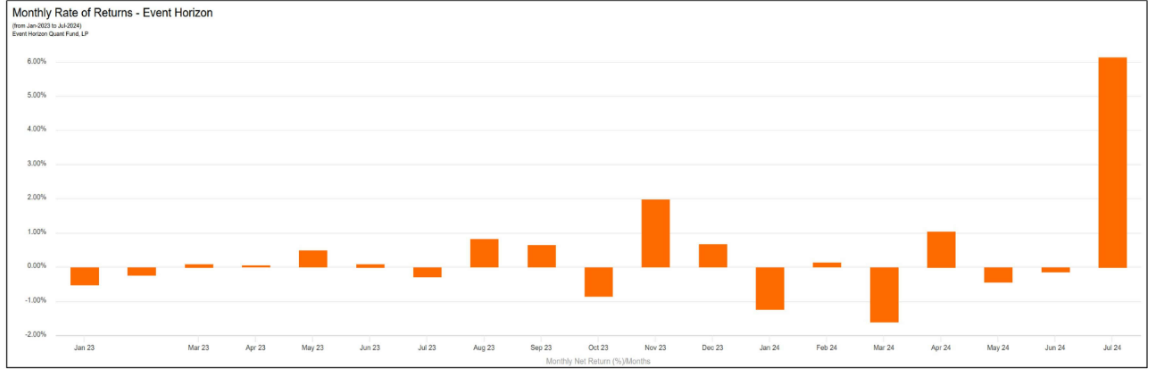 Monthly Rate of Returns - Event Horizon
(from Jan-2023 to Jul-2024)
Event Horizon Quant Fund, LP
6.00%
5.00%
4.00%
3.00%
2.00%
1.00%
0.00%
-1.00%
-2.00%
Jan 23 Mar 23 Apr 23 May 23 Jun 23 Jul 23 Aug 23 Sep 23 Oct 23 Nov 23 Dec 23 Jan 24 Feb 24 Mar 24 Apr 24 May 24 Jun 24 Jul 24
Monthly Net Return (%)/Months